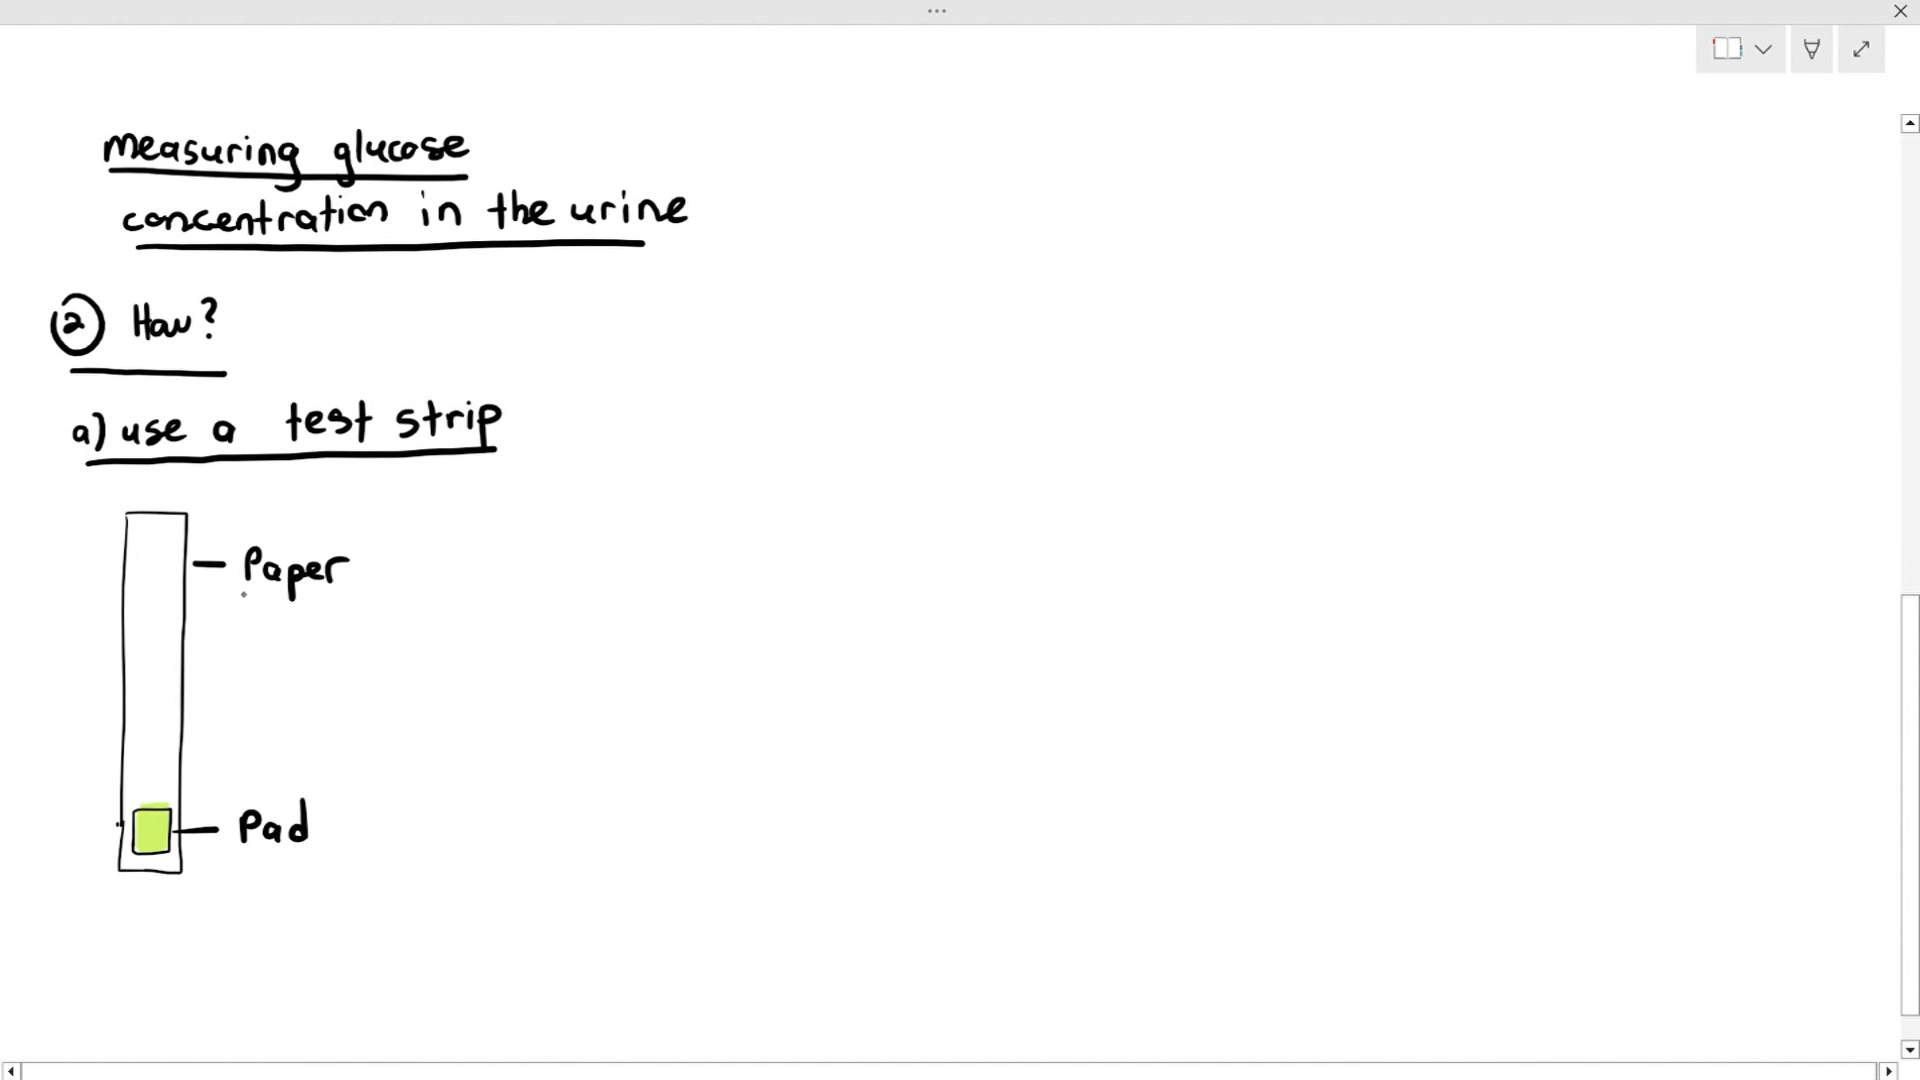 measuring glucose
concentration in the urine
② How?
a) use a test strip
Paper
Pad